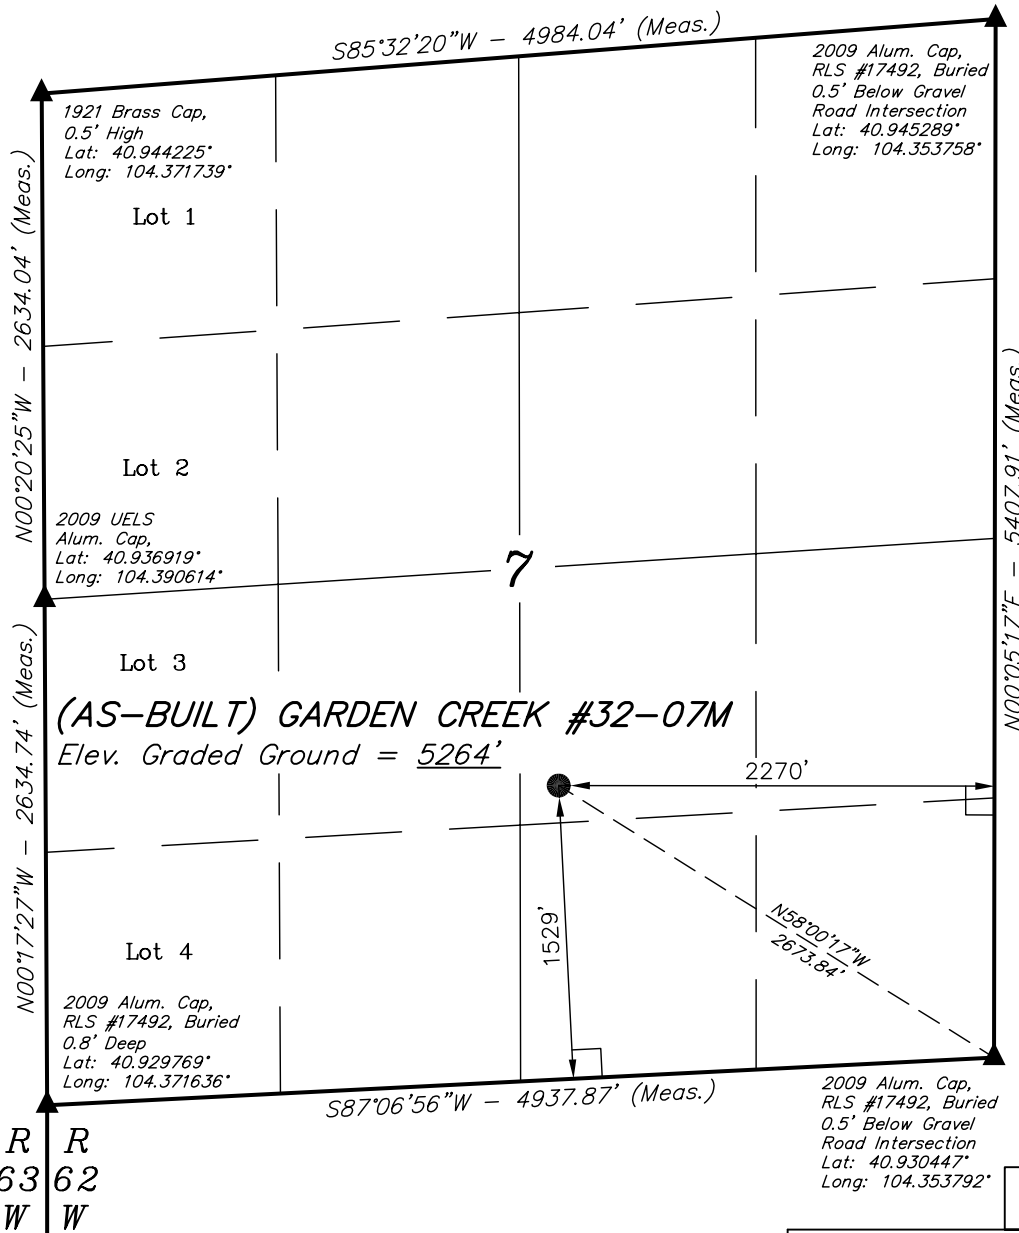 S85°32'20"W - 4984.04' (Meas.)
2009 Alum. Cap,
RLS #17492, Buried
0.5' Below Gravel
Road Intersection
Lat: 40.945289°
Long: 104.353758°
1921 Brass Cap,
0.5' High
Lat: 40.944225°
Long: 104.371739°
Lot 1
N00°20'25"W - 2634.04' (Meas.)
Lot 2
2009 UELS
Alum. Cap,
Lat: 40.936919°
Long: 104.390614°
7
N00°05'17"E - 5407.91' (Meas.)
Lot 3
N00°17'27"W - 2634.74' (Meas.)
(AS-BUILT) GARDEN CREEK #32-07M
Elev. Graded Ground = 5264'
2270'
1529'
N58°00'17"W
2673.84'
Lot 4
2009 Alum. Cap,
RLS #17492, Buried
0.8' Deep
Lat: 40.929769°
Long: 104.371636°
S87°06'56"W - 4937.87' (Meas.)
2009 Alum. Cap,
RLS #17492, Buried
0.5' Below Gravel
Road Intersection
Lat: 40.930447°
Long: 104.353792°
R R
63 62
W W